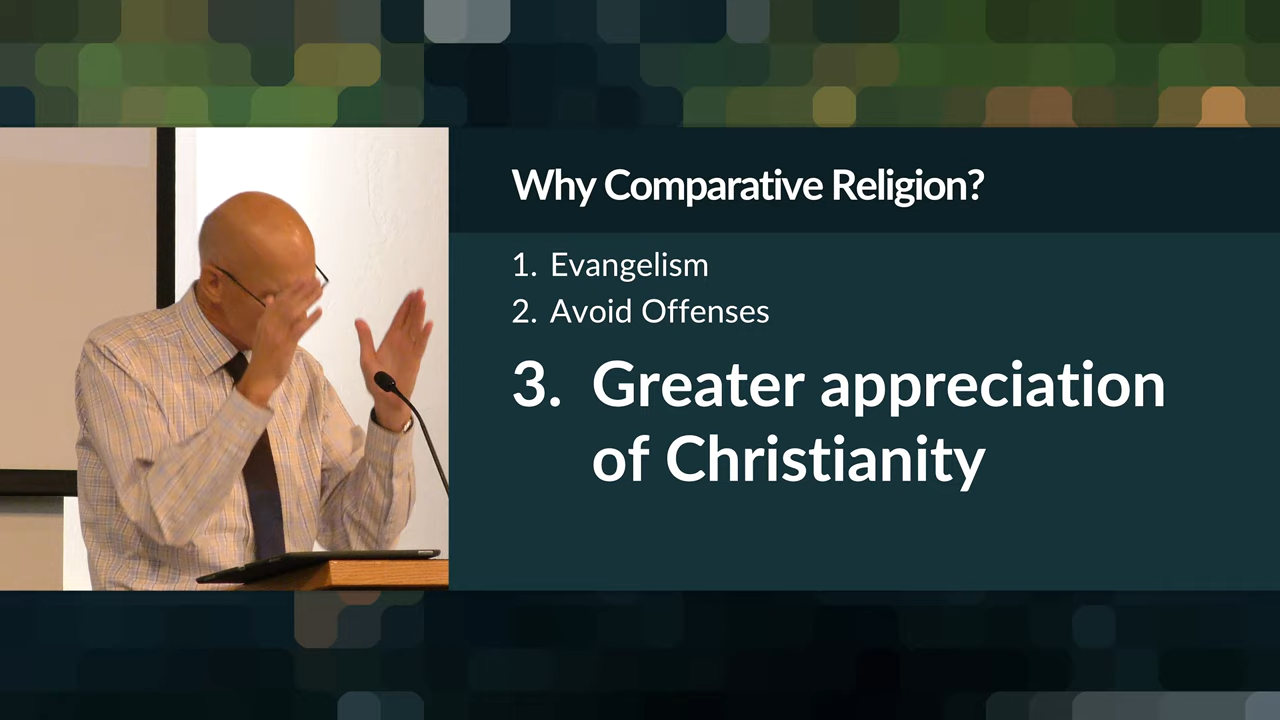 Why Comparative Religion?
1. Evangelism
2. Avoid Offenses
3. Greater appreciation
of Christianity